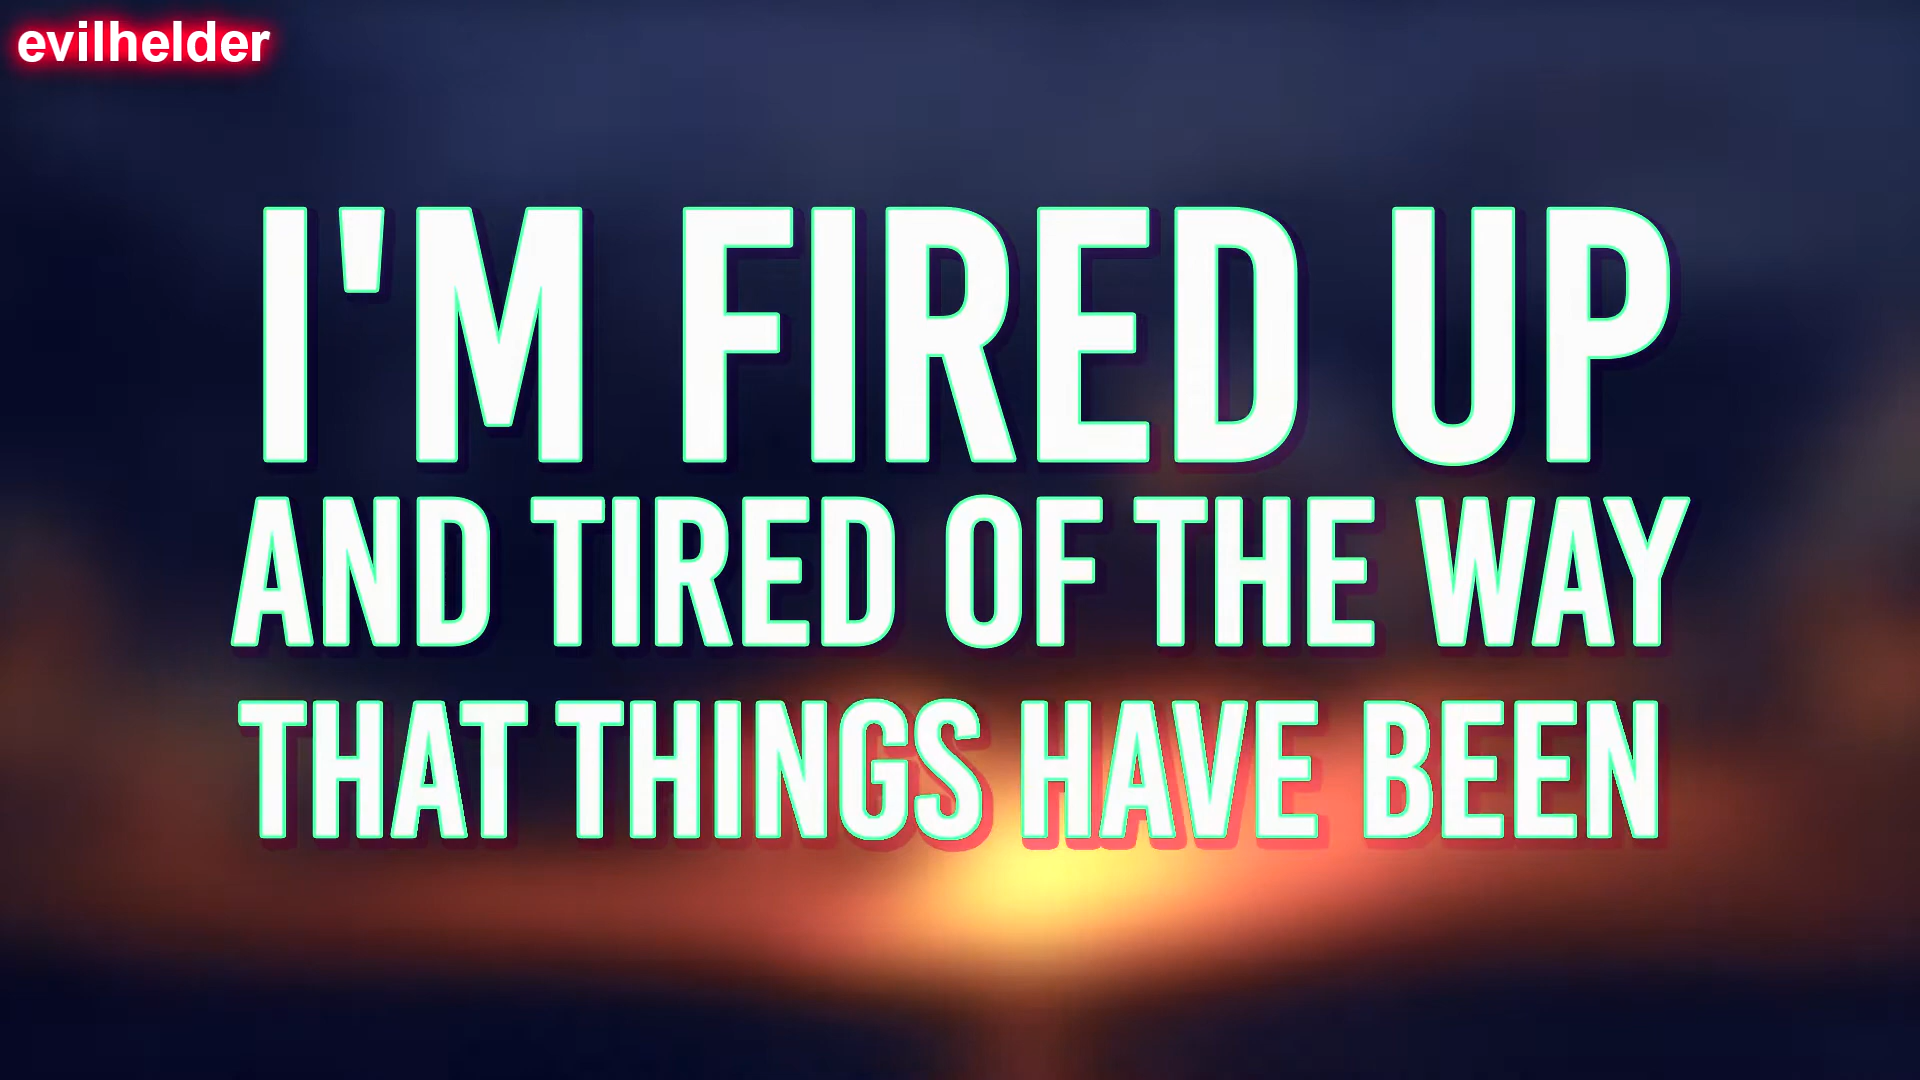 evilhelder
I'M FIRED UP
AND TIRED OF THE WAY
THAT THINGS HAVE BEEN